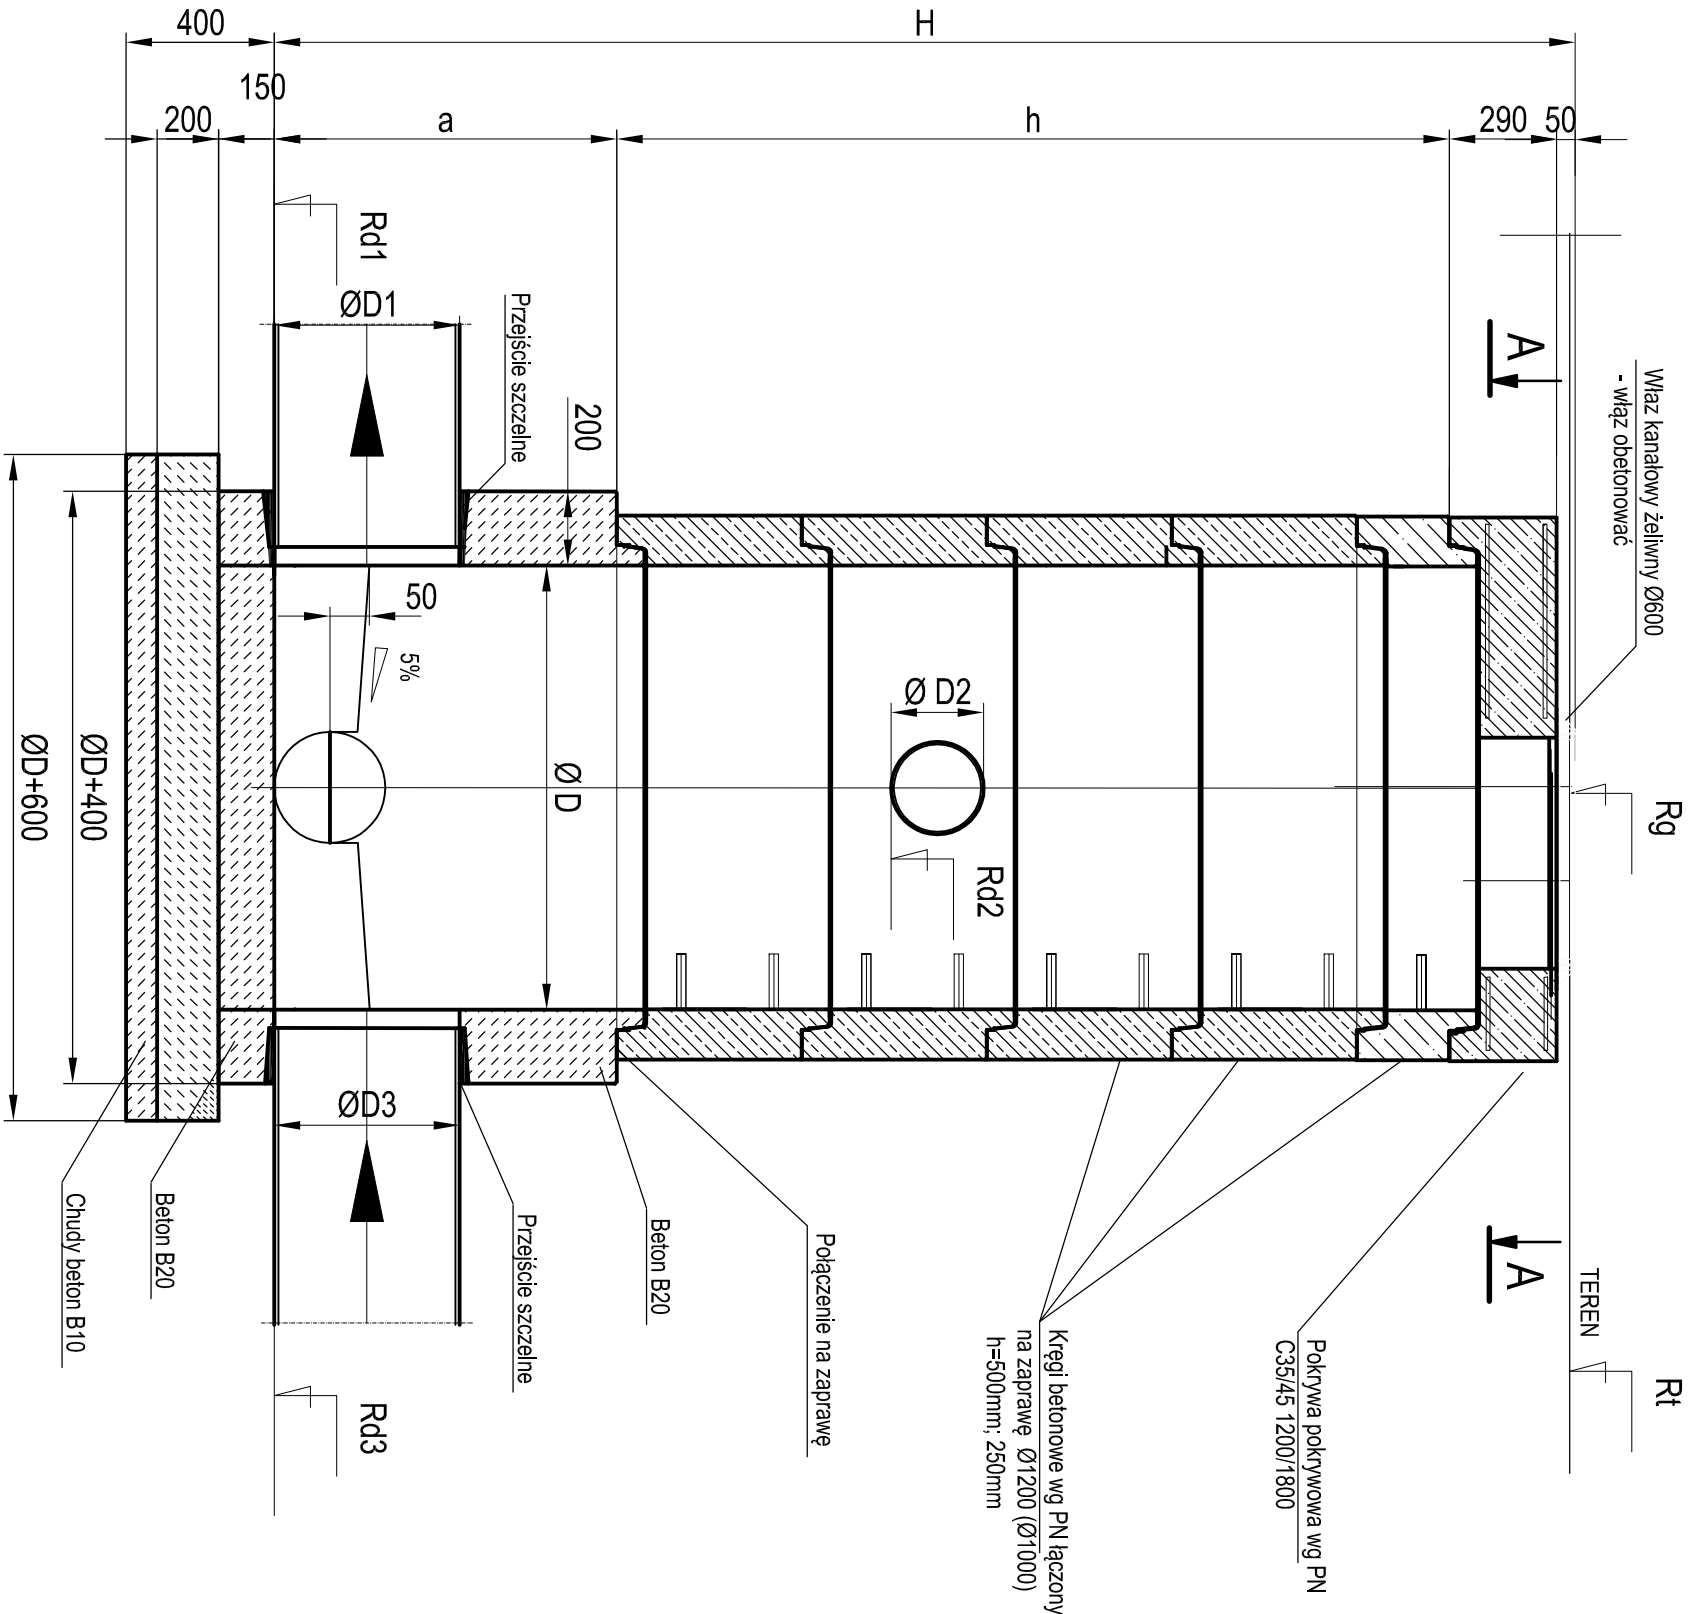 400
H
150
200
a
h
290
50
Rd1
ØD1
Przejście szczelne
200
A
Właz kanałowy żeliwny Ø600
- włąz obetonować
50
5%
Ø D2
Rd2
Ø D
ØD+400
ØD+600
Rg
ØD3
Chudy beton B10
Beton B20
Przejście szczelne
Beton B20
Połączenie na zaprawę
Rd3
Kręgi betonowe wg PN łączony
na zaprawę Ø1200 (Ø1000)
h=500mm; 250mm
A
TEREN
Pokrywa pokrywowa wg PN
C35/45 1200/1800
Rt